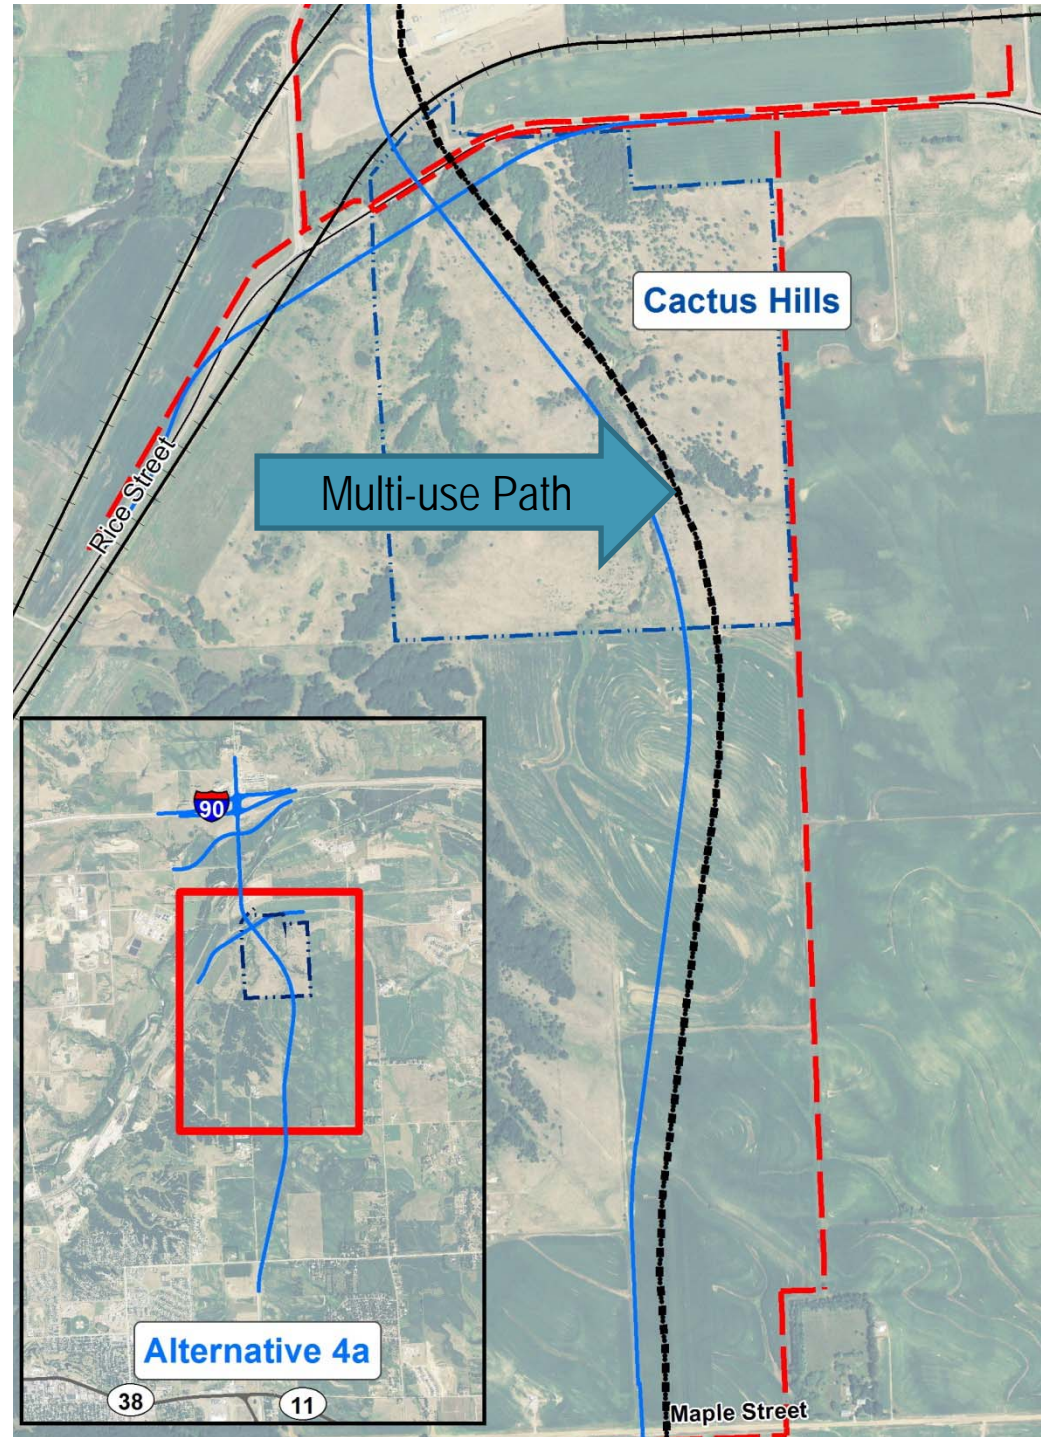 Cactus Hills
Rice Street
Multi-use Path
90
Alternative 4a
38
11
Maple Street